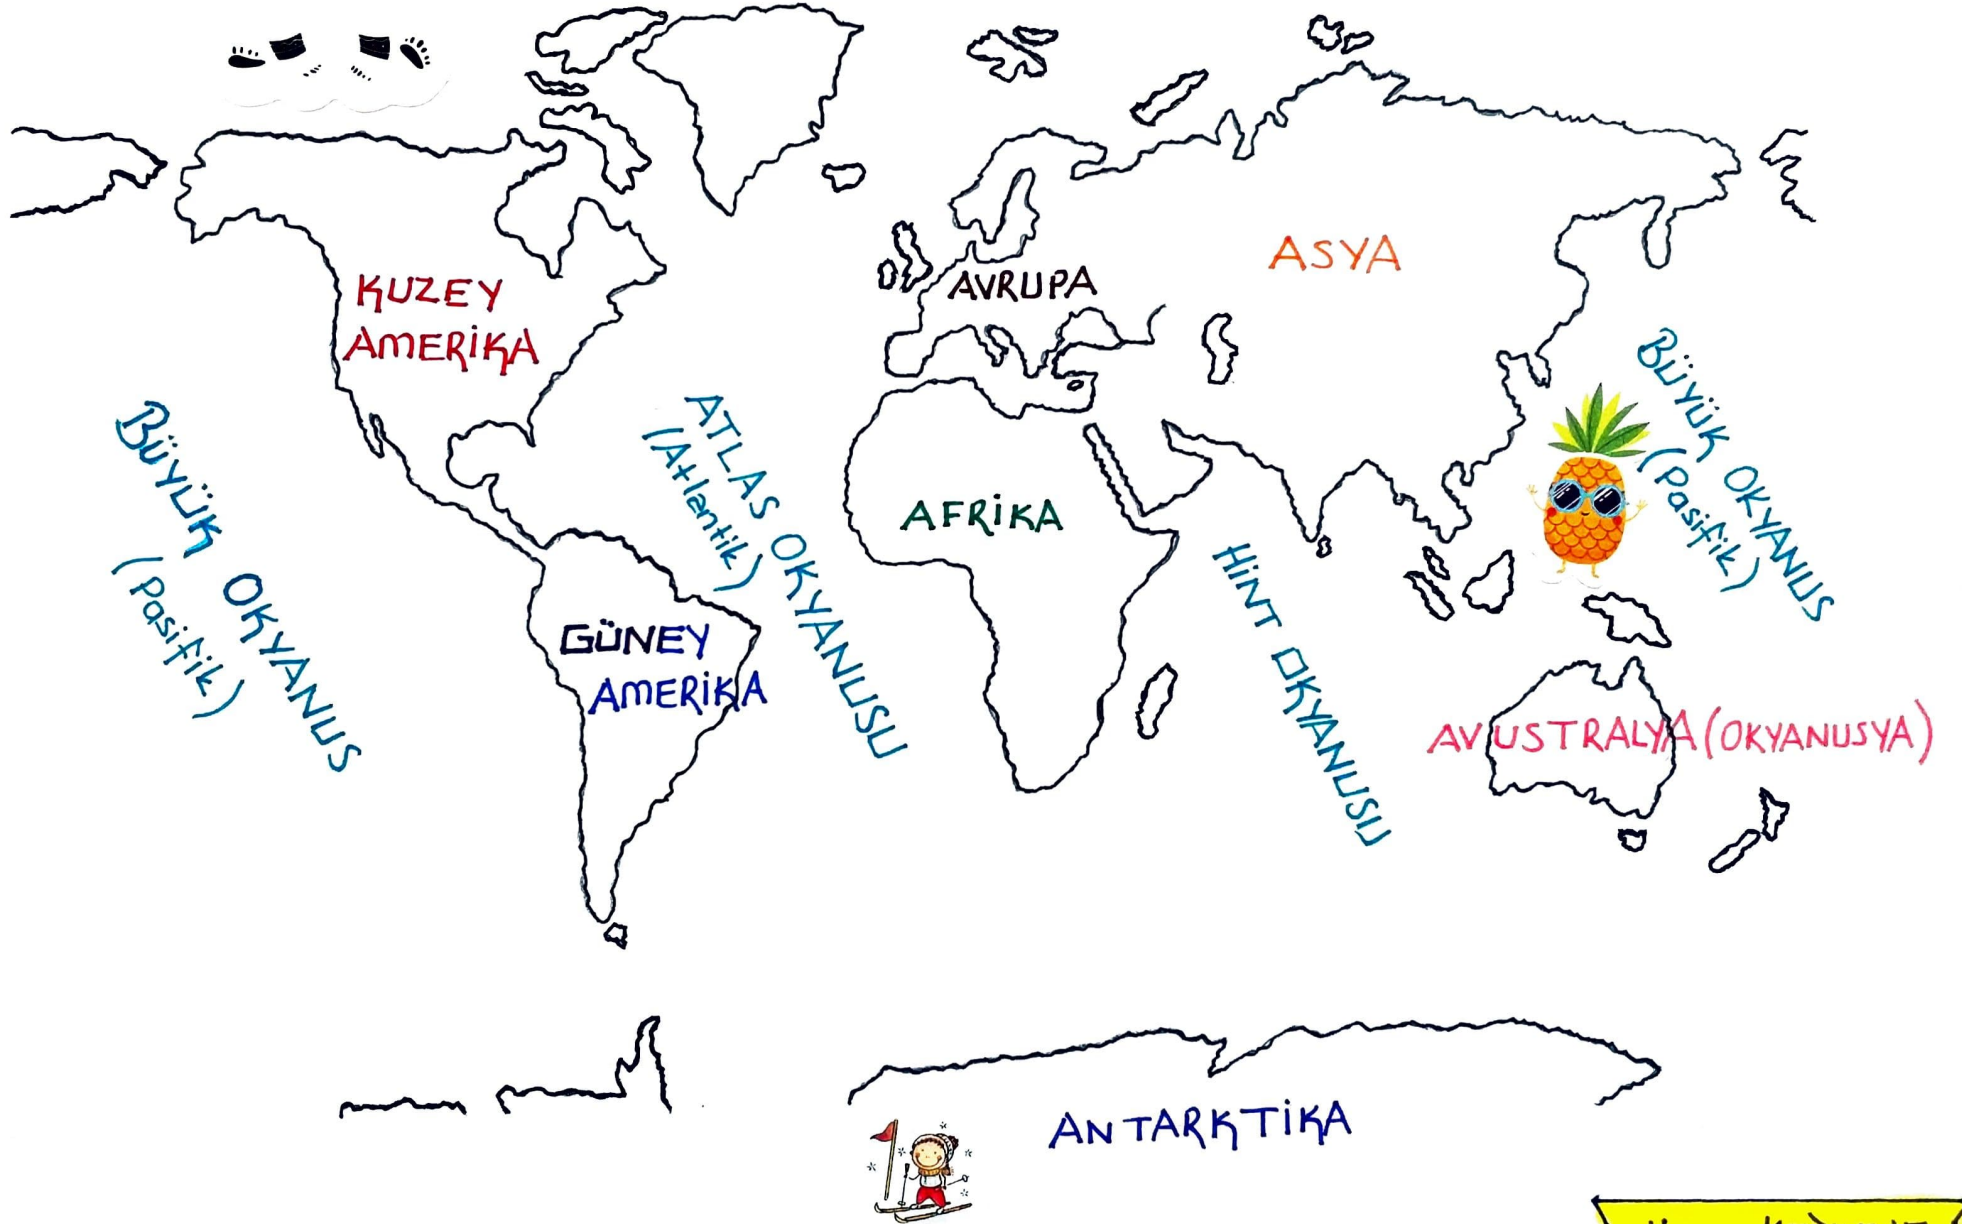 KUZEY
AMERİKA
AVRUPA
ASYA
BÜYÜK OKYANUS
(Pasifik)
ATLAS OKYANUSU
(Atlantik)
AFRİKA
HİNT OKYANUSU
BÜYÜK OKYANUS
(Pasifik)
GÜNEY
AMERİKA
AVUSTRALYA (OKYANUSYA)
ANTARKTİKA